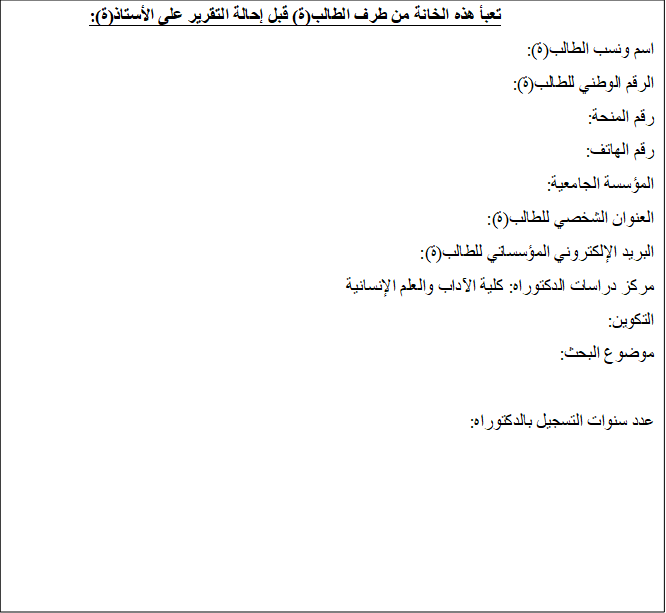 تعبأ هذه الخانة من طرف الطالب(ة) قبل إحالة التقرير على الأستاذ(ة):
اسم ونسب الطالب(ة):
الرقم الوطني للطالب(ة):
رقم المنحة:
رقم الهاتف:
المؤسسة الجامعية:
العنوان الشخصي للطالب(ة):
البريد الإلكتروني المؤسساتي للطالب(ة):
مركز دراسات الدكتوراه: كلية الآداب والعلم الإنسانية
التكوين:
موضوع البحث:
عدد سنوات التسجيل بالدكتوراه: